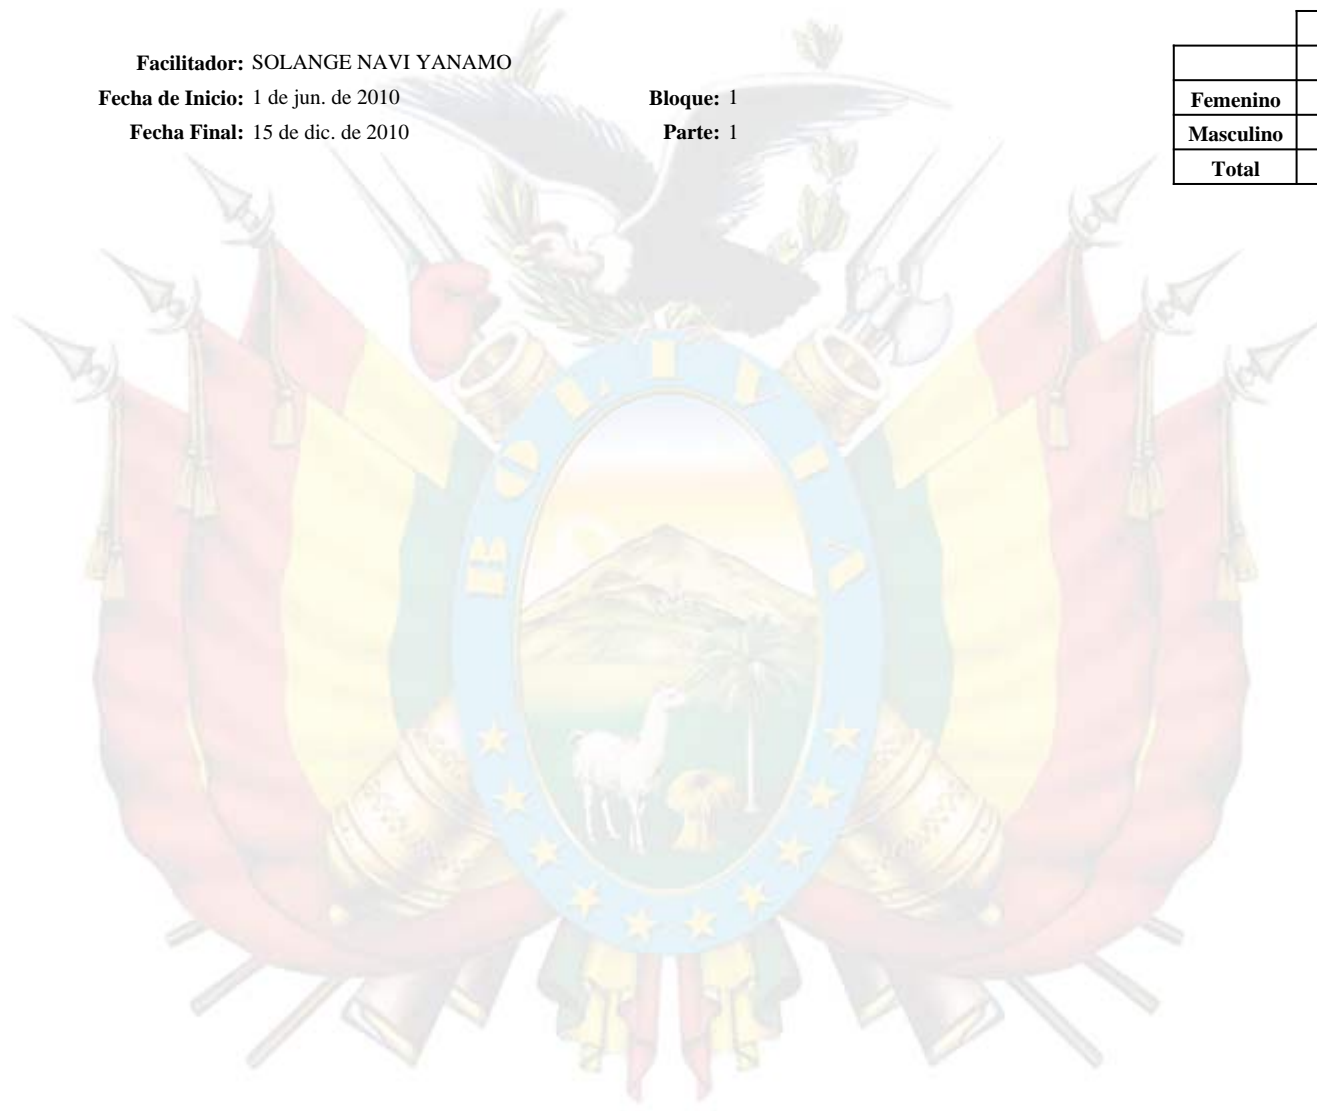 Facilitador: SOLANGE NAVI YANAMO
Fecha de Inicio: 1 de jun. de 2010 Bloque: 1
Fecha Final: 15 de dic. de 2010 Parte: 1
Femenino
Masculino
Total
BOLIVIA